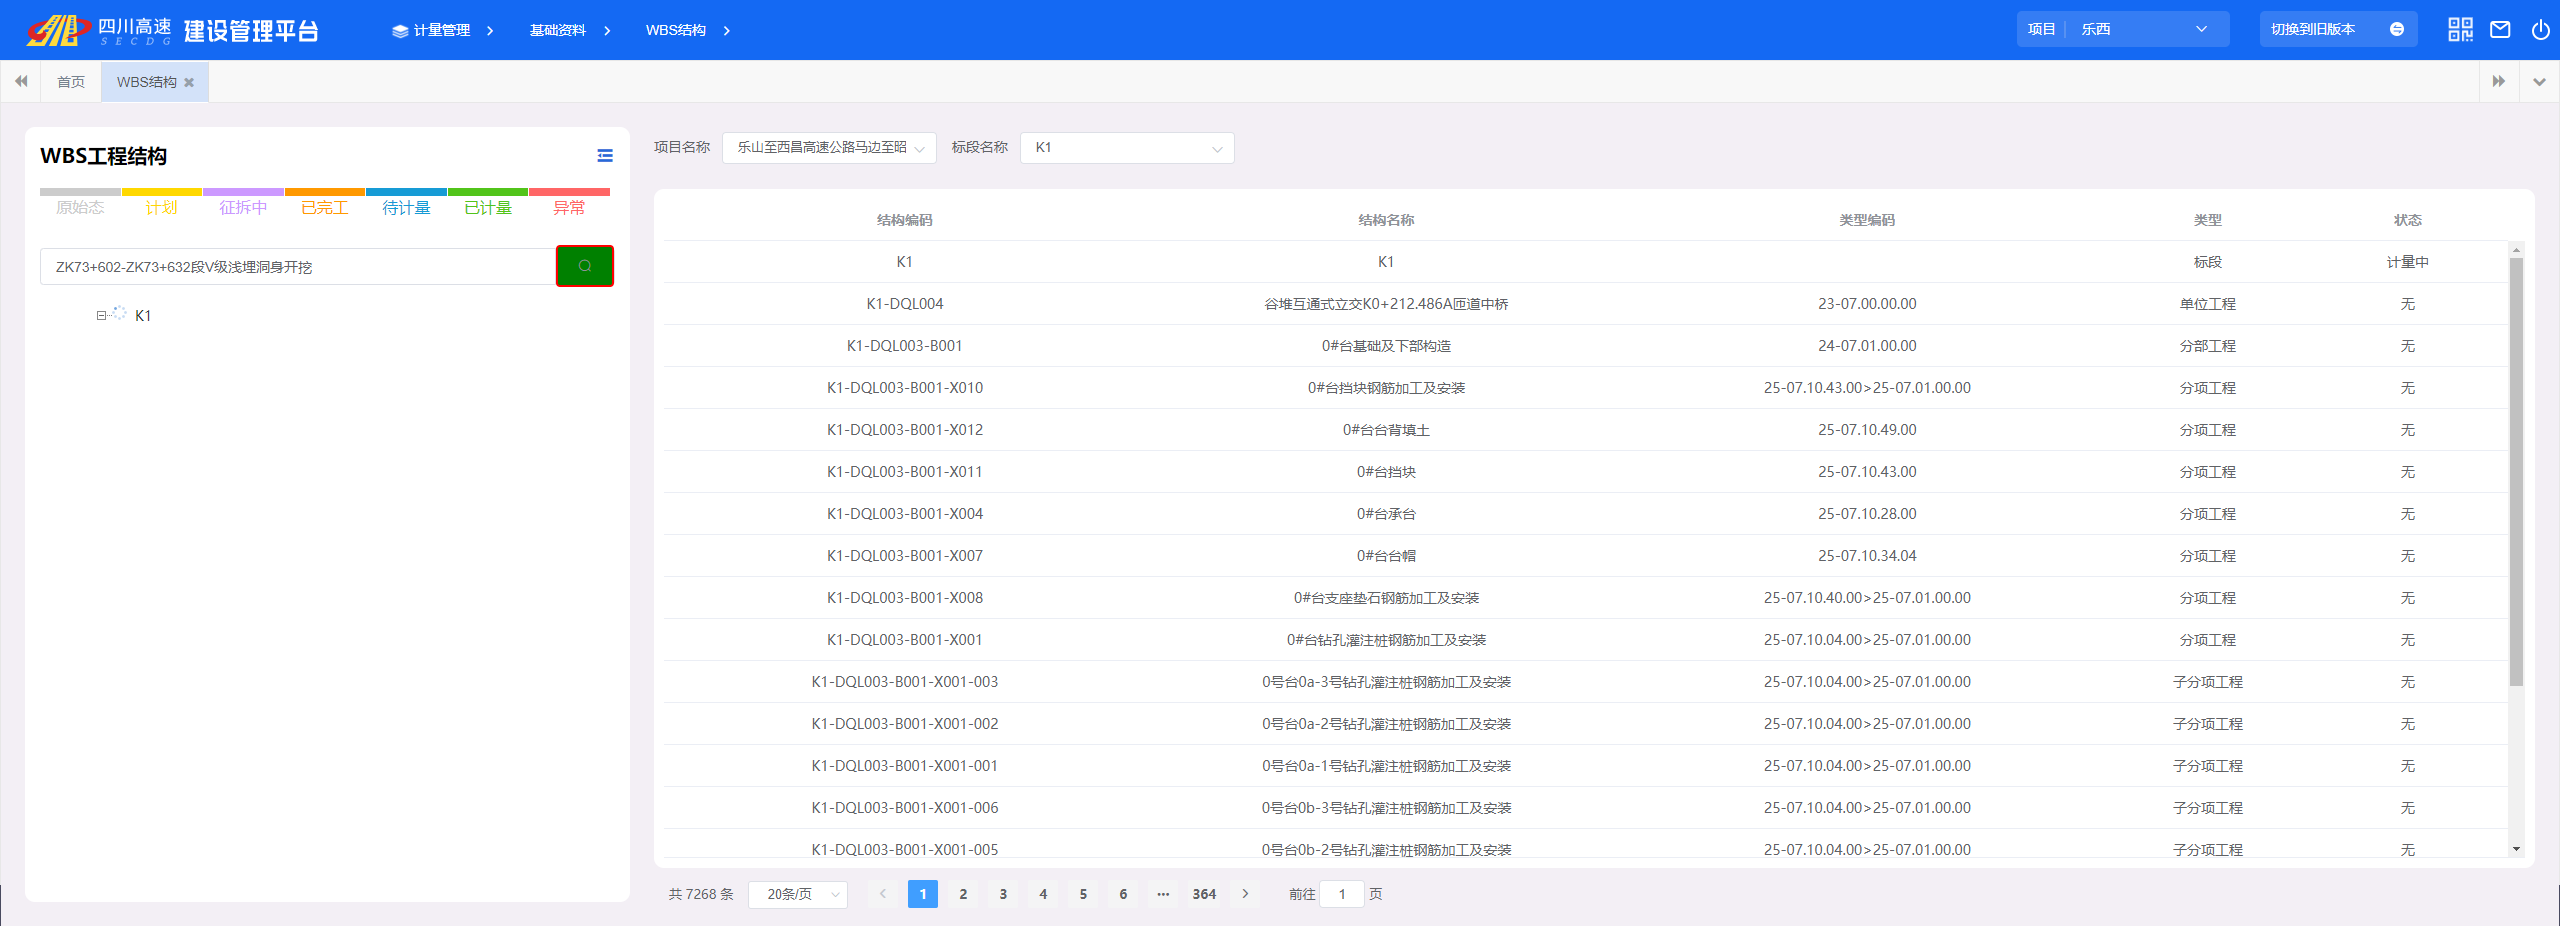 四川高速 SECDG 建设管理平台 计量管理 基础资料 WBS结构 项目 乐西 切换到旧版本
首页 WBS结构
WBS工程结构
原始态 计划 征拆中 已完工 待计量 已计量 异常
ZK73+602-ZK73+632段V级浅埋洞身开挖
K1
项目名称 乐山至西昌高速公路马边至昭 标段名称 K1
结构编码 结构名称 类型编码 类型 状态
K1 K1 标段 计量中
K1-DQL004 谷堆互通式立交K0+212.486A匝道中桥 23-07.00.00.00 单位工程 无
K1-DQL003-B001 0#台基础及下部构造 24-07.01.00.00 分部工程 无
K1-DQL003-B001-X010 0#台挡块钢筋加工及安装 25-07.10.43.00>25-07.01.00.00 分项工程 无
K1-DQL003-B001-X012 0#台台背填土 25-07.10.49.00 分项工程 无
K1-DQL003-B001-X011 0#台挡块 25-07.10.43.00 分项工程 无
K1-DQL003-B001-X004 0#台承台 25-07.10.28.00 分项工程 无
K1-DQL003-B001-X007 0#台台帽 25-07.10.34.04 分项工程 无
K1-DQL003-B001-X008 0#台支座垫石钢筋加工及安装 25-07.10.40.00>25-07.01.00.00 分项工程 无
K1-DQL003-B001-X001 0#台钻孔灌注桩钢筋加工及安装 25-07.10.04.00>25-07.01.00.00 分项工程 无
K1-DQL003-B001-X001-003 0号台0a-3号钻孔灌注桩钢筋加工及安装 25-07.10.04.00>25-07.01.00.00 子分项工程 无
K1-DQL003-B001-X001-002 0号台0a-2号钻孔灌注桩钢筋加工及安装 25-07.10.04.00>25-07.01.00.00 子分项工程 无
K1-DQL003-B001-X001-001 0号台0a-1号钻孔灌注桩钢筋加工及安装 25-07.10.04.00>25-07.01.00.00 子分项工程 无
K1-DQL003-B001-X001-006 0号台0b-3号钻孔灌注桩钢筋加工及安装 25-07.10.04.00>25-07.01.00.00 子分项工程 无
K1-DQL003-B001-X001-005 0号台0b-2号钻孔灌注桩钢筋加工及安装 25-07.10.04.00>25-07.01.00.00 子分项工程 无
共 7268 条 20条/页 1 2 3 4 5 6 ··· 364 前往 1 页